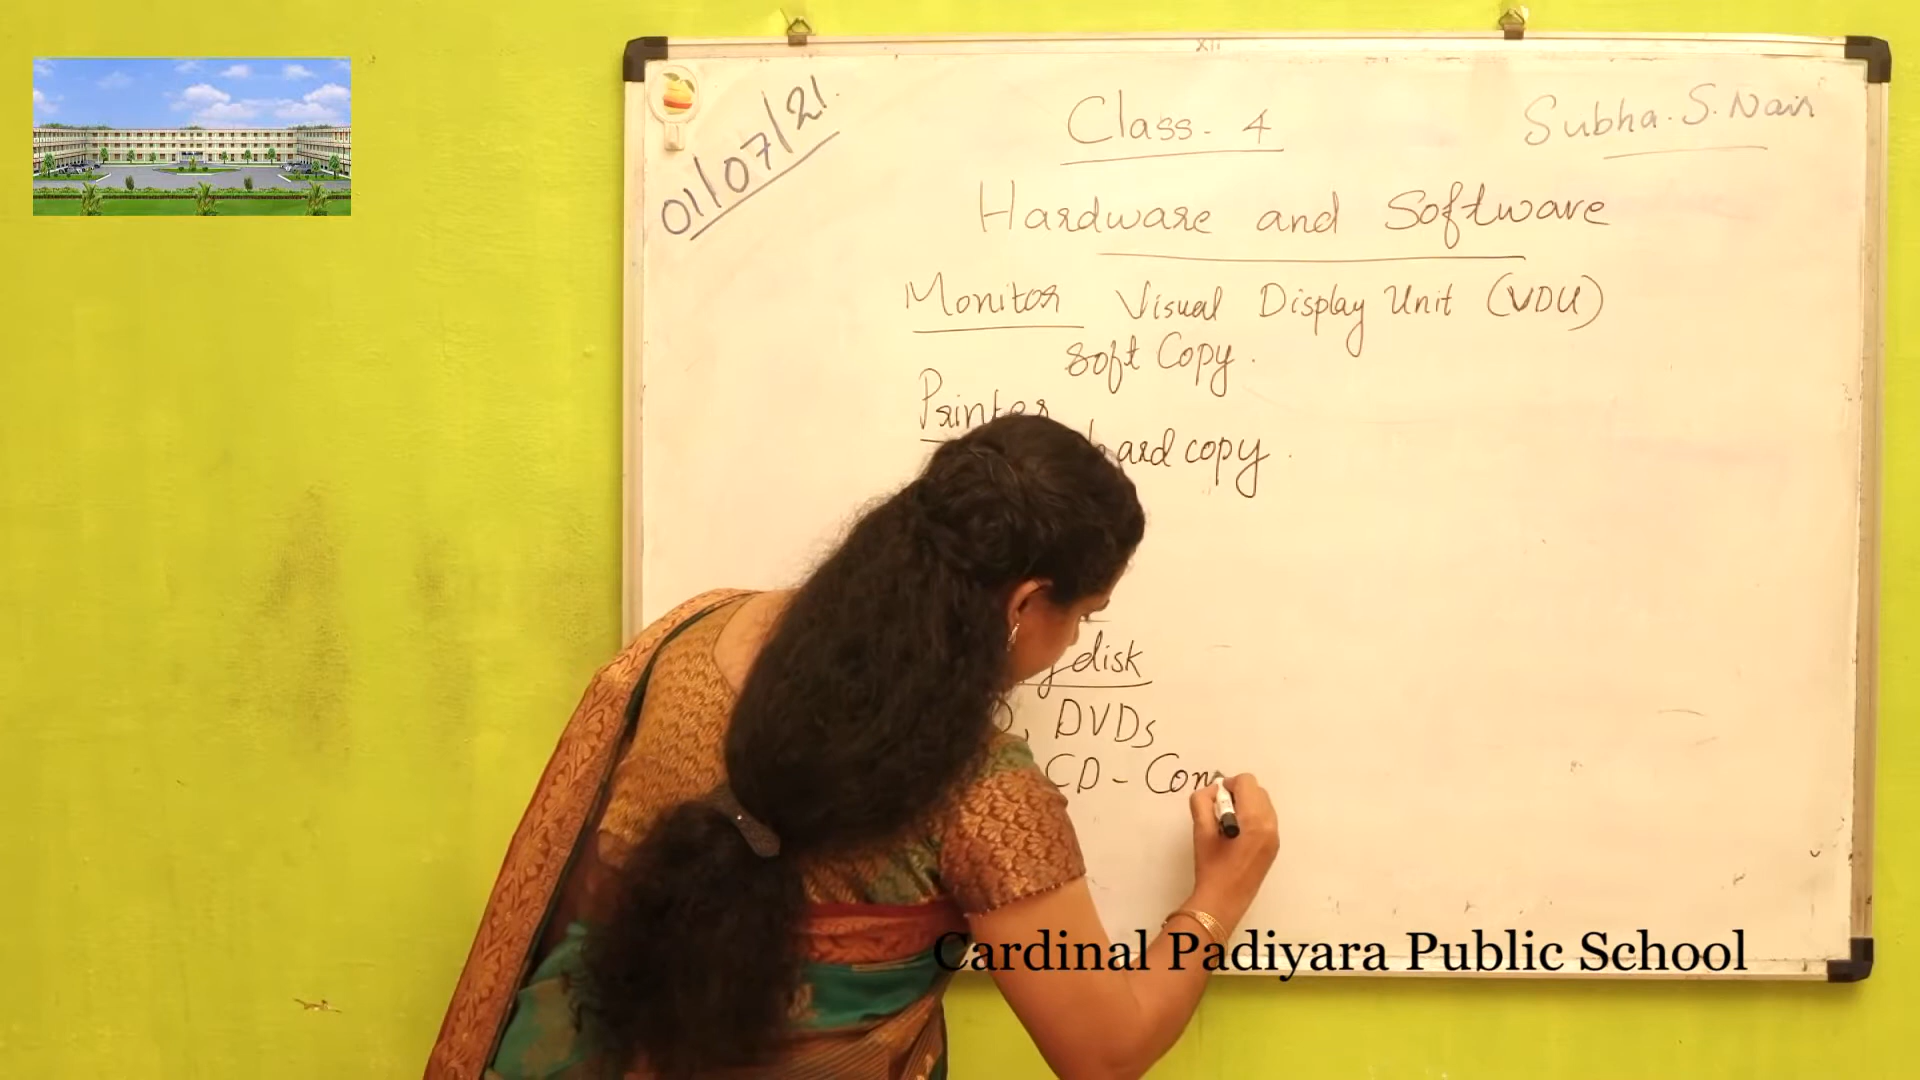 01/07/21.
Class - 4
Subha. S. Nair
Hardware and Software
Monitor Visual Display Unit (VDU)
Soft Copy.
Printer
hard copy.
disk
, DVDs
CD - Com
Cardinal Padiyara Public School